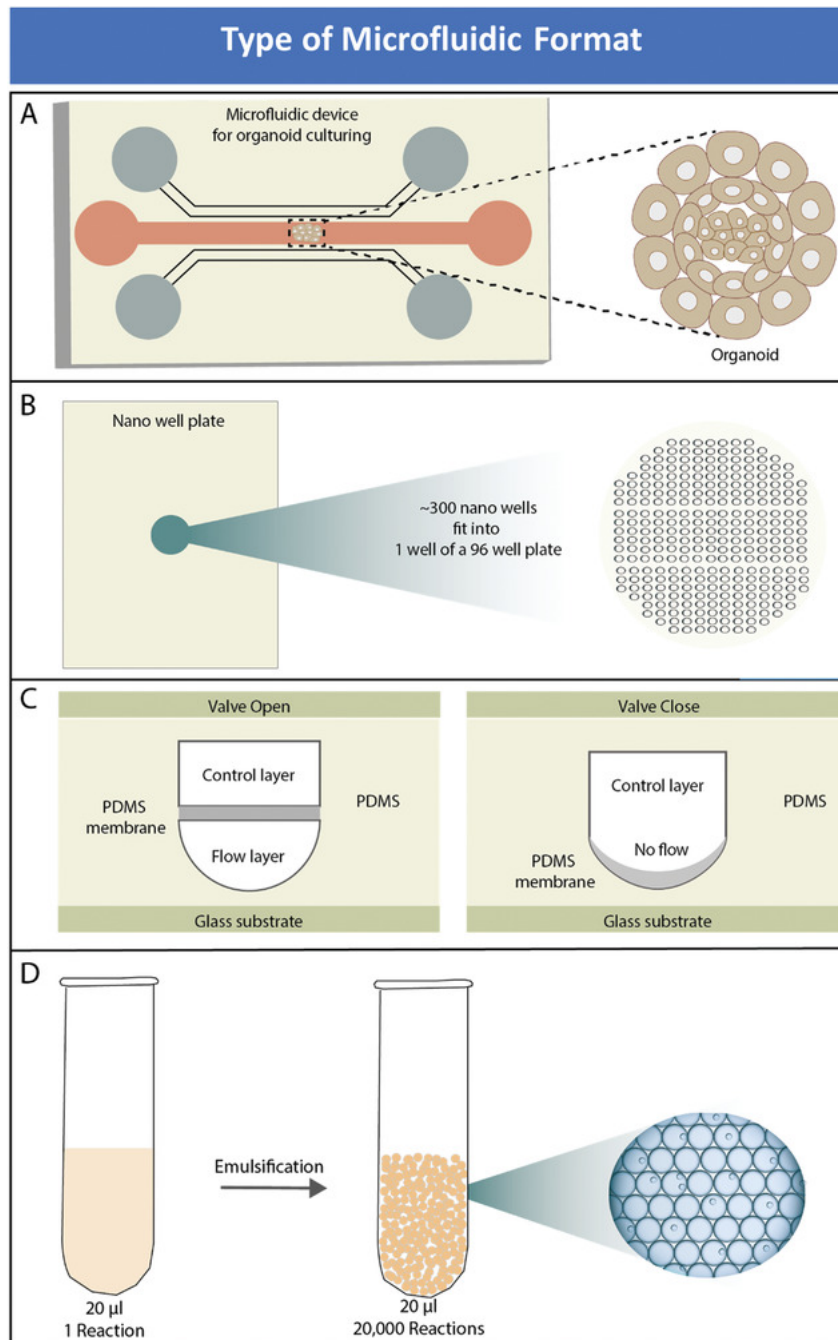 Type of Microfluidic Format
A
Microfluidic device
for organoid culturing
Organoid
B
Nano well plate
~300 nano wells
fit into
1 well of a 96 well plate
C
Valve Open
Control layer
PDMS
membrane
PDMS
Flow layer
Glass substrate
Valve Close
Control layer
PDMS
No flow
PDMS
membrane
Glass substrate
D
Emulsification
20 µl
1 Reaction
20 µl
20,000 Reactions